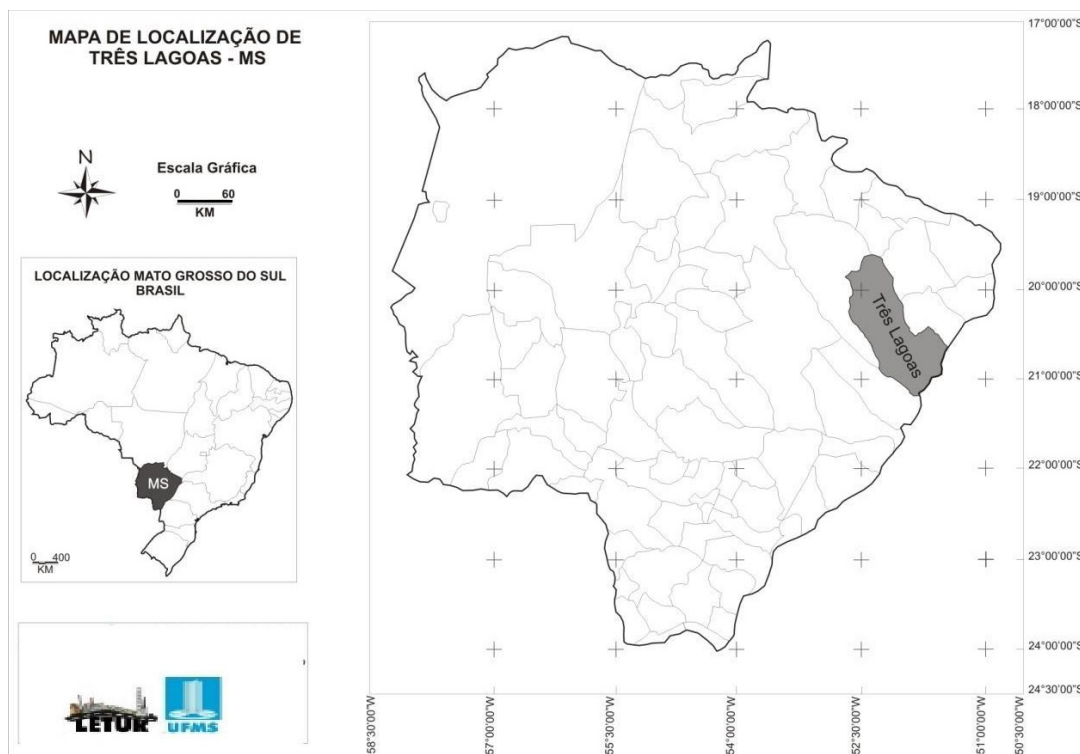 MAPA DE LOCALIZAÇÃO DE
TRÊS LAGOAS - MS
N
Escala Gráfica
0 60
KM
LOCALIZAÇÃO MATO GROSSO DO SUL
BRASIL
MS
0 400
KM
LETUR
UFMS
Três Lagoas
17°00'00"S
18°00'00"S
19°00'00"S
20°00'00"S
21°00'00"S
22°00'00"S
23°00'00"S
24°00'00"S
24°30'00"S
58°30'00"W
57°00'00"W
55°30'00"W
54°00'00"W
52°30'00"W
51°00'00"W
50°30'00"W